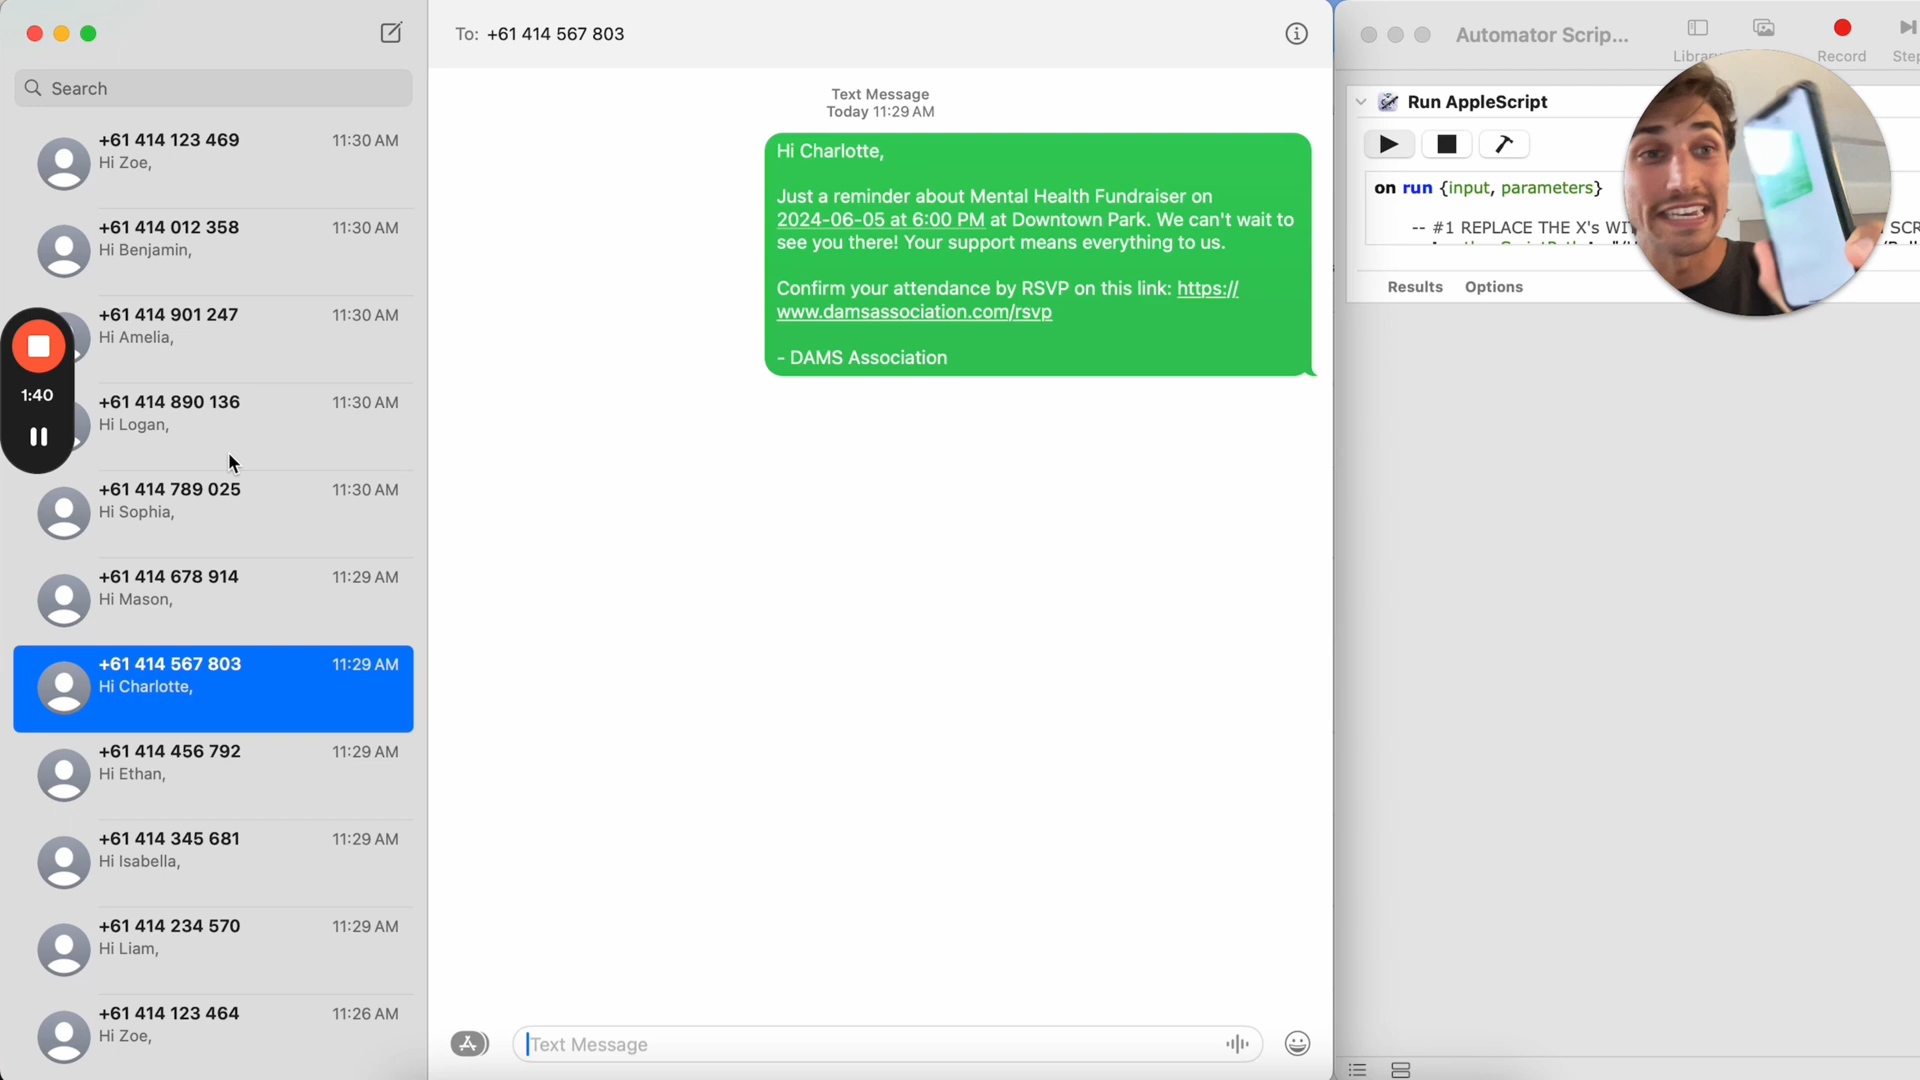 Search
+61 414 123 469 11:30 AM
Hi Zoe,
+61 414 012 358 11:30 AM
Hi Benjamin,
+61 414 901 247 11:30 AM
Hi Amelia,
+61 414 890 136 11:30 AM
Hi Logan,
+61 414 789 025 11:30 AM
Hi Sophia,
+61 414 678 914 11:29 AM
Hi Mason,
+61 414 567 803 11:29 AM
Hi Charlotte,
+61 414 456 792 11:29 AM
Hi Ethan,
+61 414 345 681 11:29 AM
Hi Isabella,
+61 414 234 570 11:29 AM
Hi Liam,
+61 414 123 464 11:26 AM
Hi Zoe,
1:40
To: +61 414 567 803
Text Message
Today 11:29 AM
Hi Charlotte,
Just a reminder about Mental Health Fundraiser on
2024-06-05 at 6:00 PM at Downtown Park. We can't wait to
see you there! Your support means everything to us.
Confirm your attendance by RSVP on this link: https://
www.damsassociation.com/rsvp
- DAMS Association
Text Message
Automator Scrip...
Record
Run AppleScript
on run {input, parameters}
-- #1 REPLACE THE X's
Results Options